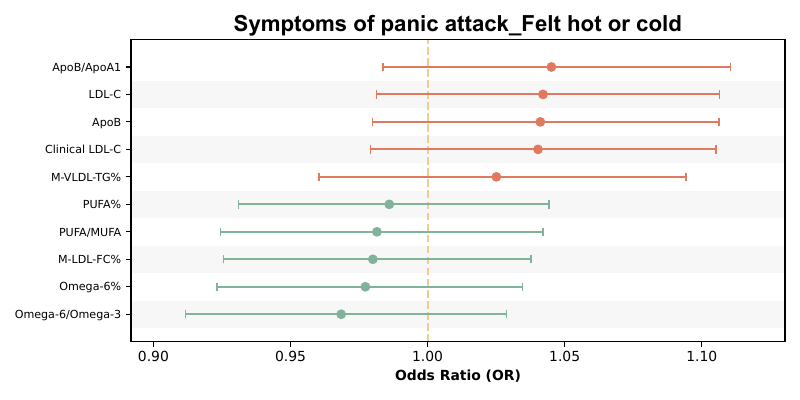 Symptoms of panic attack_Felt hot or cold
ApoB/ApoA1
LDL-C
ApoB
Clinical LDL-C
M-VLDL-TG%
PUFA%
PUFA/MUFA
M-LDL-FC%
Omega-6%
Omega-6/Omega-3
0.90 0.95 1.00 1.05 1.10
Odds Ratio (OR)